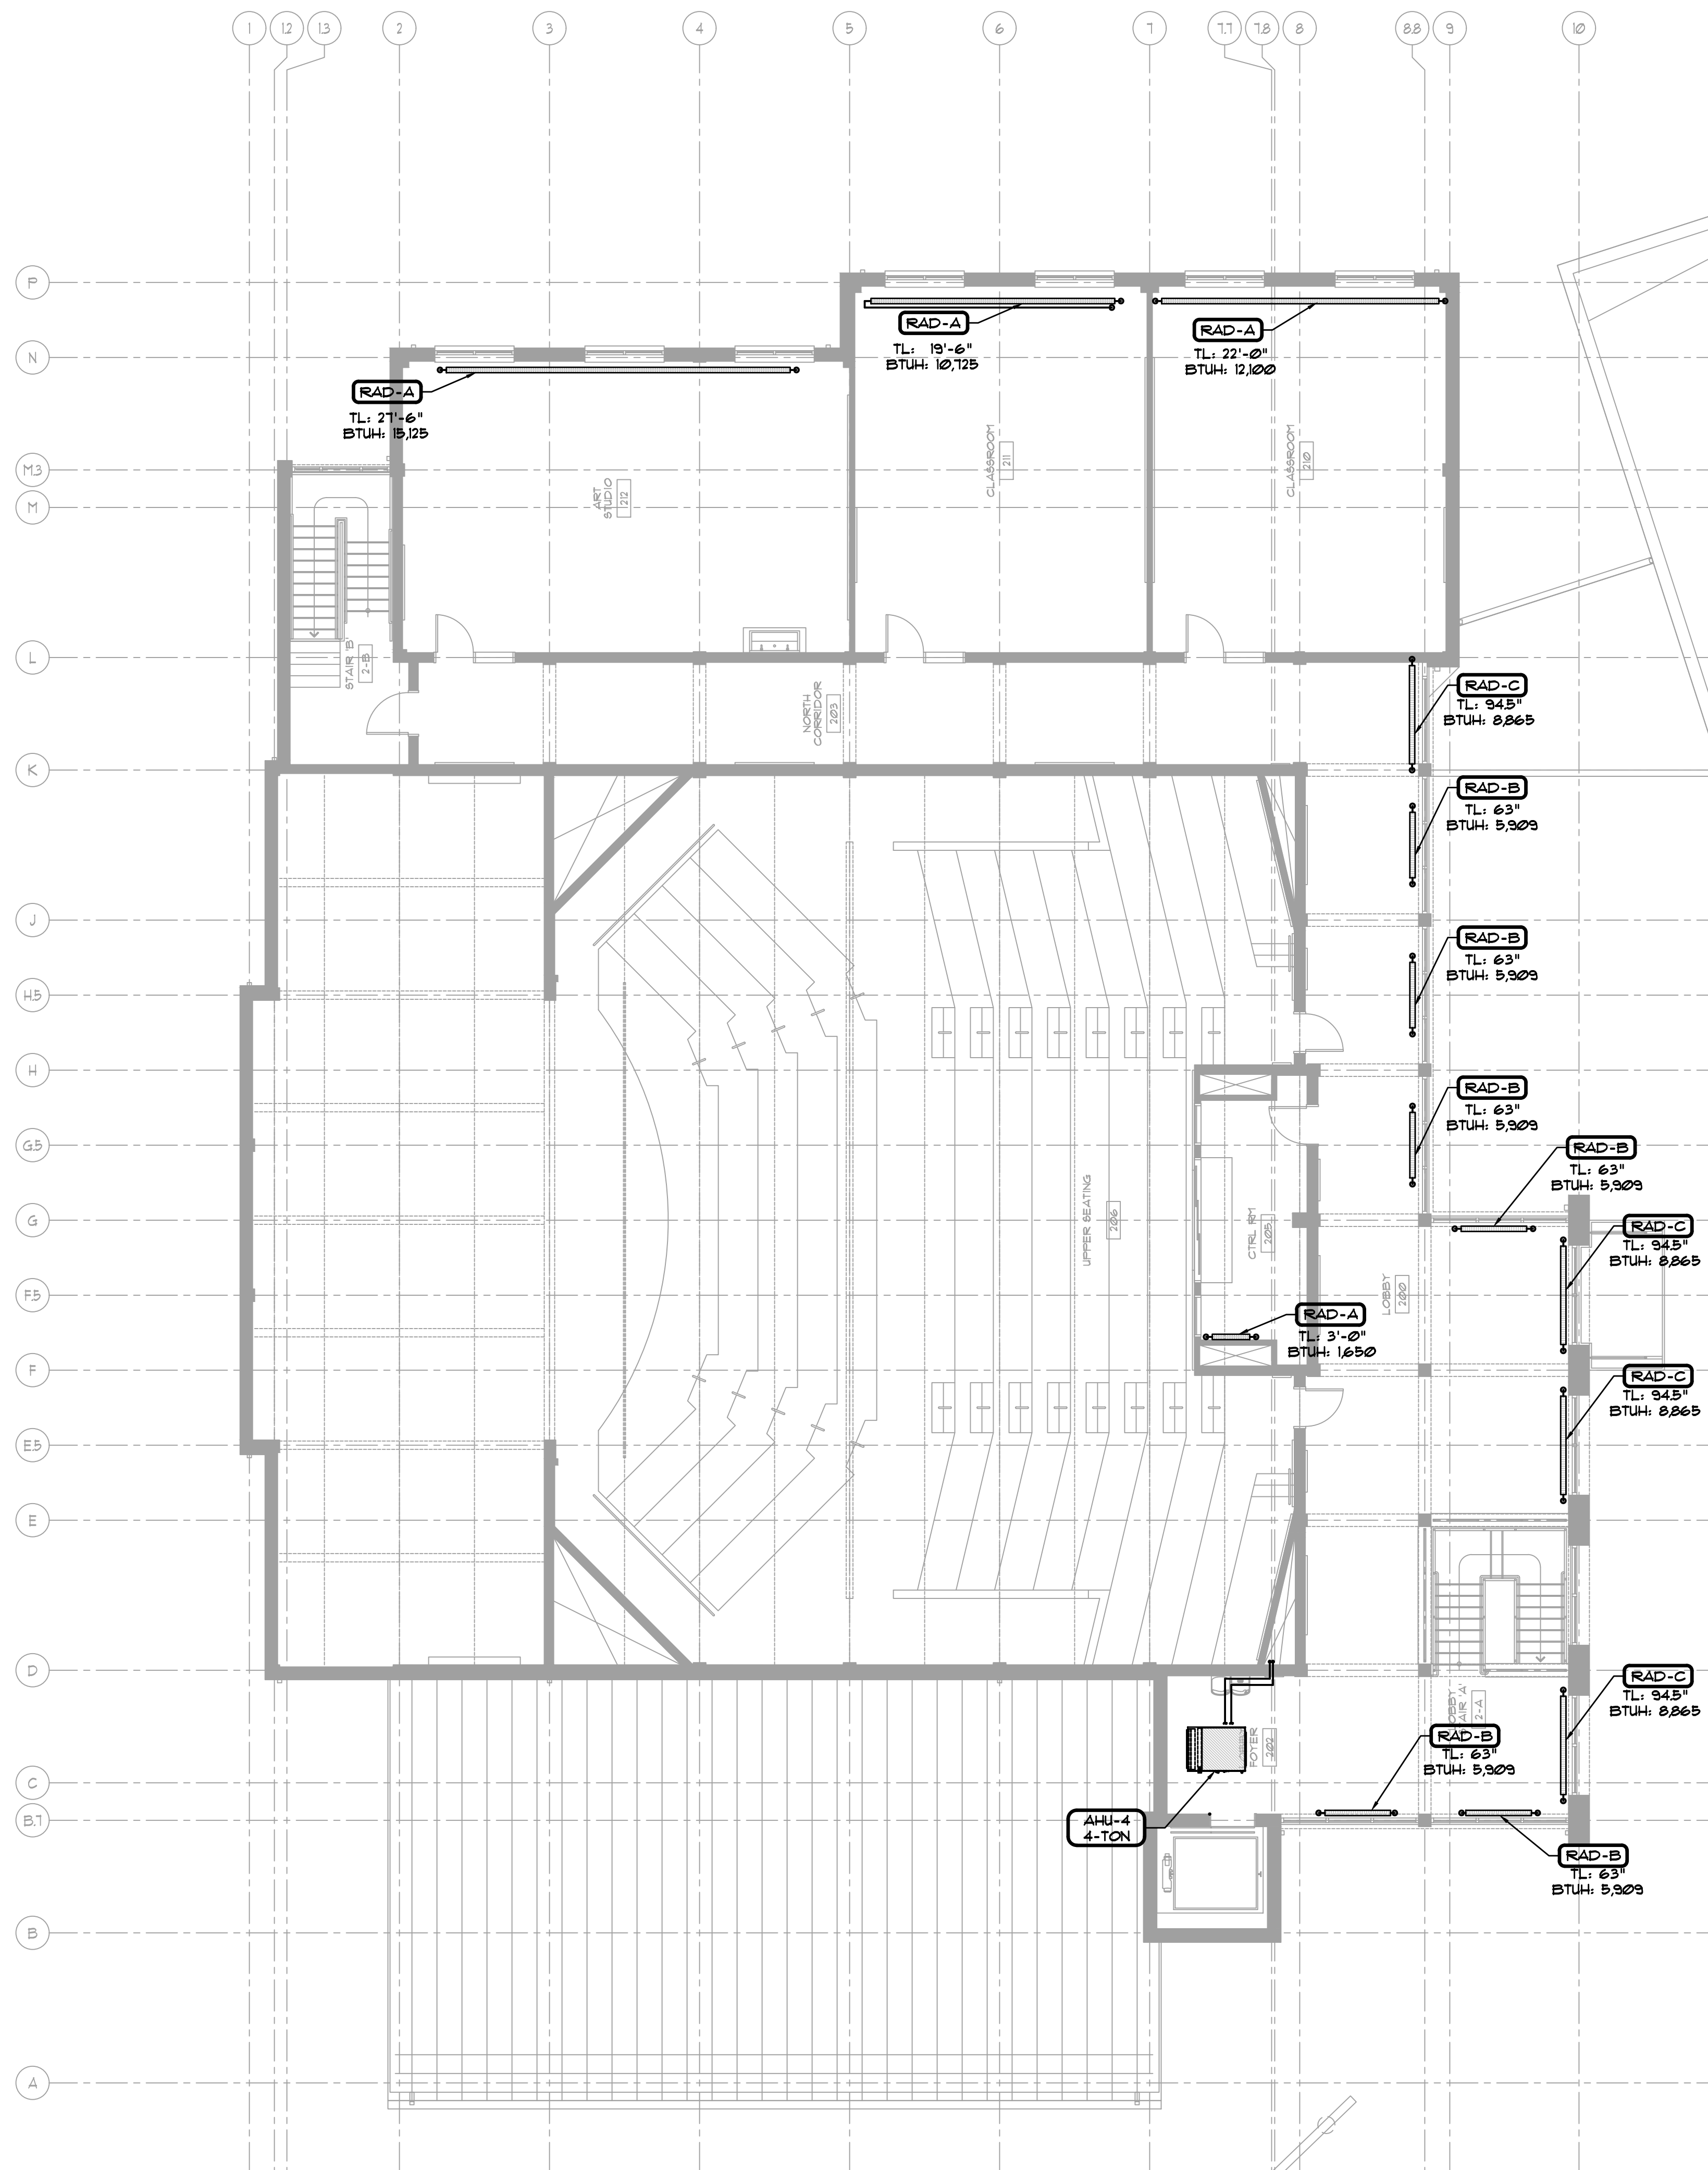 1 1.2 1.3 2 3 4 5 6 7 7.7 7.8 8 8.8 9 10
P
RAD-A
TL: 19'-6"
BTUH: 10,725
RAD-A
TL: 22'-0"
BTUH: 12,100
N
RAD-A
TL: 27'-6"
BTUH: 15,125
M.3
CLASSROOM
211
CLASSROOM
210
ART
STUDIO
212
M
L
STAIR 'B'
2-B
NORTH
CORRIDOR
203
RAD-C
TL: 94.5"
BTUH: 8,865
K
RAD-B
TL: 63"
BTUH: 5,909
J
RAD-B
TL: 63"
BTUH: 5,909
H.5
H
RAD-B
TL: 63"
BTUH: 5,909
G.5
RAD-B
TL: 63"
BTUH: 5,909
G
UPPER SEATING
206
CTRL RM
205
RAD-C
TL: 94.5"
BTUH: 8,865
F.5
LOBBY
200
RAD-A
TL: 3'-0"
BTUH: 1,650
F
RAD-C
TL: 94.5"
BTUH: 8,865
E.5
E
D
RAD-C
TL: 94.5"
BTUH: 8,865
LOBBY
STAIR 'A'
2-A
FOYER
202
RAD-B
TL: 63"
BTUH: 5,909
C
AHU-4
4-TON
B.7
RAD-B
TL: 63"
BTUH: 5,909
B
A